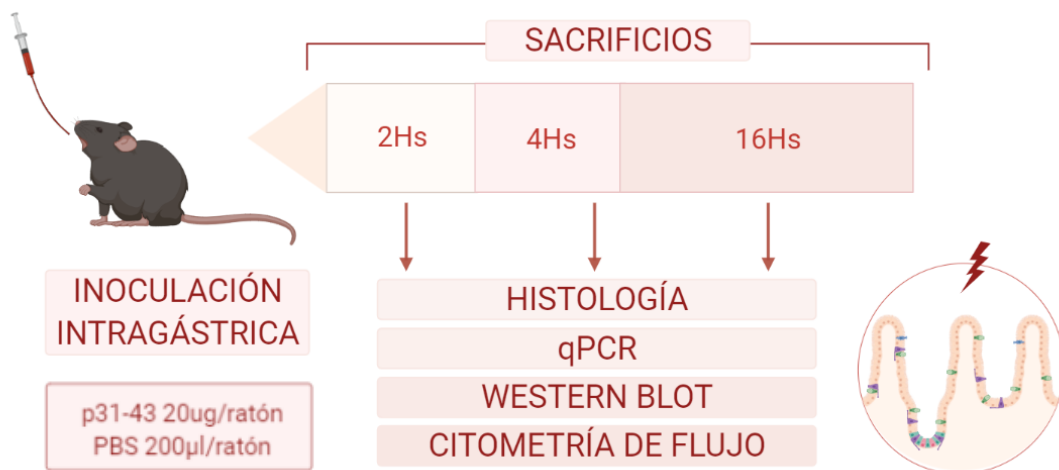 SACRIFICIOS
2Hs
4Hs
16Hs
INOCULACIÓN
INTRAGÁSTRICA
p31-43 20ug/ratón
PBS 200µl/ratón
HISTOLOGÍA
qPCR
WESTERN BLOT
CITOMETRÍA DE FLUJO